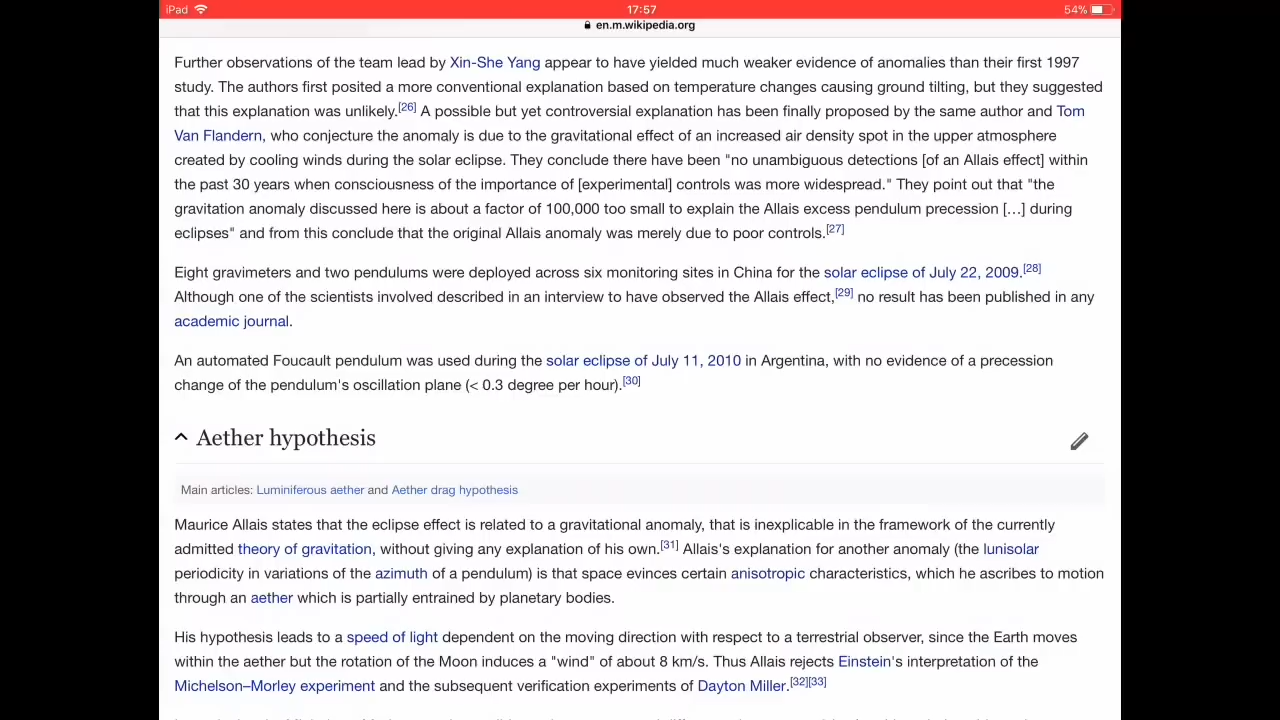 iPad 17:57 54%
en.m.wikipedia.org
Further observations of the team lead by Xin-She Yang appear to have yielded much weaker evidence of anomalies than their first 1997
study. The authors first posited a more conventional explanation based on temperature changes causing ground tilting, but they suggested
that this explanation was unlikely.[26] A possible but yet controversial explanation has been finally proposed by the same author and Tom
Van Flandern, who conjecture the anomaly is due to the gravitational effect of an increased air density spot in the upper atmosphere
created by cooling winds during the solar eclipse. They conclude there have been "no unambiguous detections [of an Allais effect] within
the past 30 years when consciousness of the importance of [experimental] controls was more widespread." They point out that "the
gravitation anomaly discussed here is about a factor of 100,000 too small to explain the Allais excess pendulum precession [...] during
eclipses" and from this conclude that the original Allais anomaly was merely due to poor controls.[27]
Eight gravimeters and two pendulums were deployed across six monitoring sites in China for the solar eclipse of July 22, 2009.[28]
Although one of the scientists involved described in an interview to have observed the Allais effect,[29] no result has been published in any
academic journal.
An automated Foucault pendulum was used during the solar eclipse of July 11, 2010 in Argentina, with no evidence of a precession
change of the pendulum's oscillation plane (< 0.3 degree per hour).[30]
Aether hypothesis
Main articles: Luminiferous aether and Aether drag hypothesis
Maurice Allais states that the eclipse effect is related to a gravitational anomaly, that is inexplicable in the framework of the currently
admitted theory of gravitation, without giving any explanation of his own.[31] Allais's explanation for another anomaly (the lunisolar
periodicity in variations of the azimuth of a pendulum) is that space evinces certain anisotropic characteristics, which he ascribes to motion
through an aether which is partially entrained by planetary bodies.
His hypothesis leads to a speed of light dependent on the moving direction with respect to a terrestrial observer, since the Earth moves
within the aether but the rotation of the Moon induces a "wind" of about 8 km/s. Thus Allais rejects Einstein's interpretation of the
Michelson–Morley experiment and the subsequent verification experiments of Dayton Miller.[32][33]